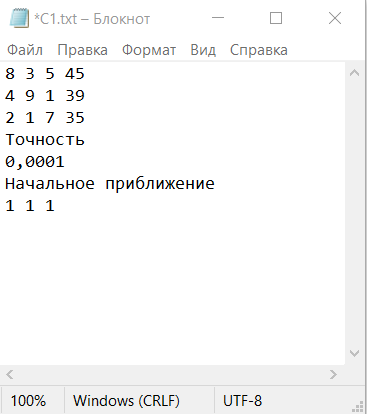 *C1.txt – Блокнот
Файл Правка Формат Вид Справка
8 3 5 45
4 9 1 39
2 1 7 35
Точность
0,0001
Начальное приближение
1 1 1
100% Windows (CRLF) UTF-8